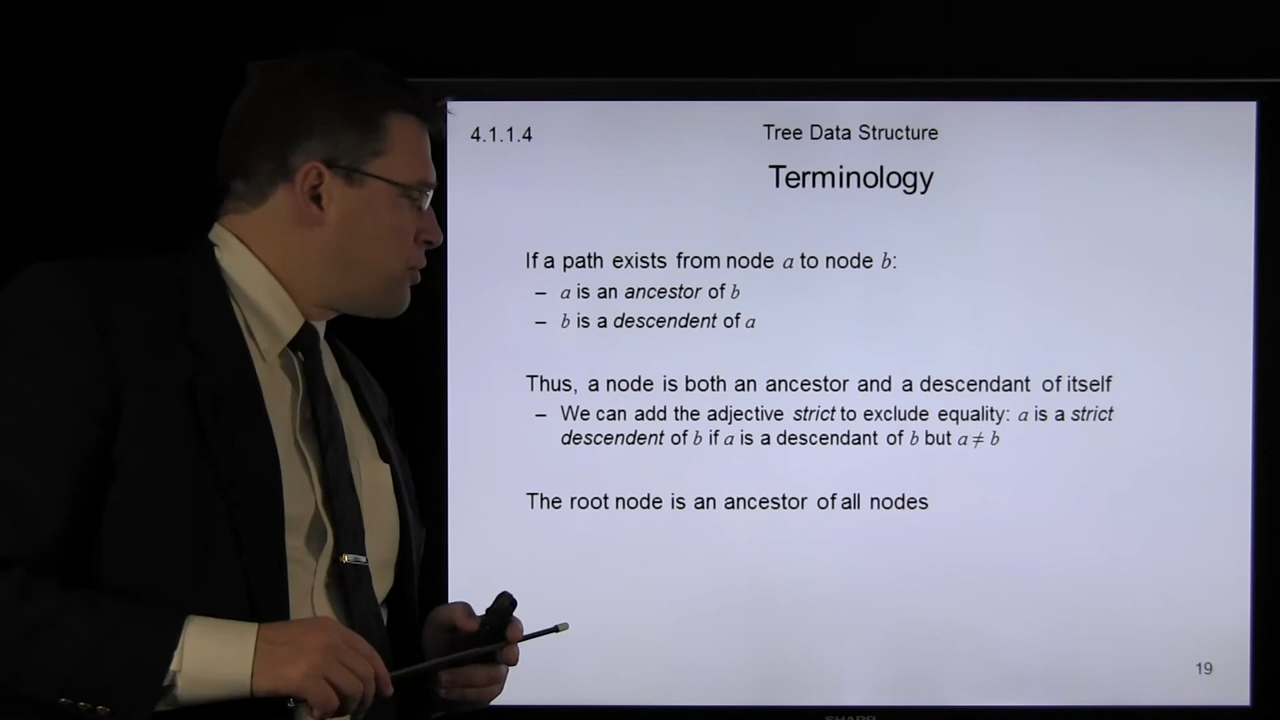 4.1.1.4
Tree Data Structure
Terminology
If a path exists from node a to node b:
– a is an ancestor of b
– b is a descendent of a
Thus, a node is both an ancestor and a descendant of itself
– We can add the adjective strict to exclude equality: a is a strict
descendent of b if a is a descendant of b but a ≠ b
The root node is an ancestor of all nodes
19
SHARP